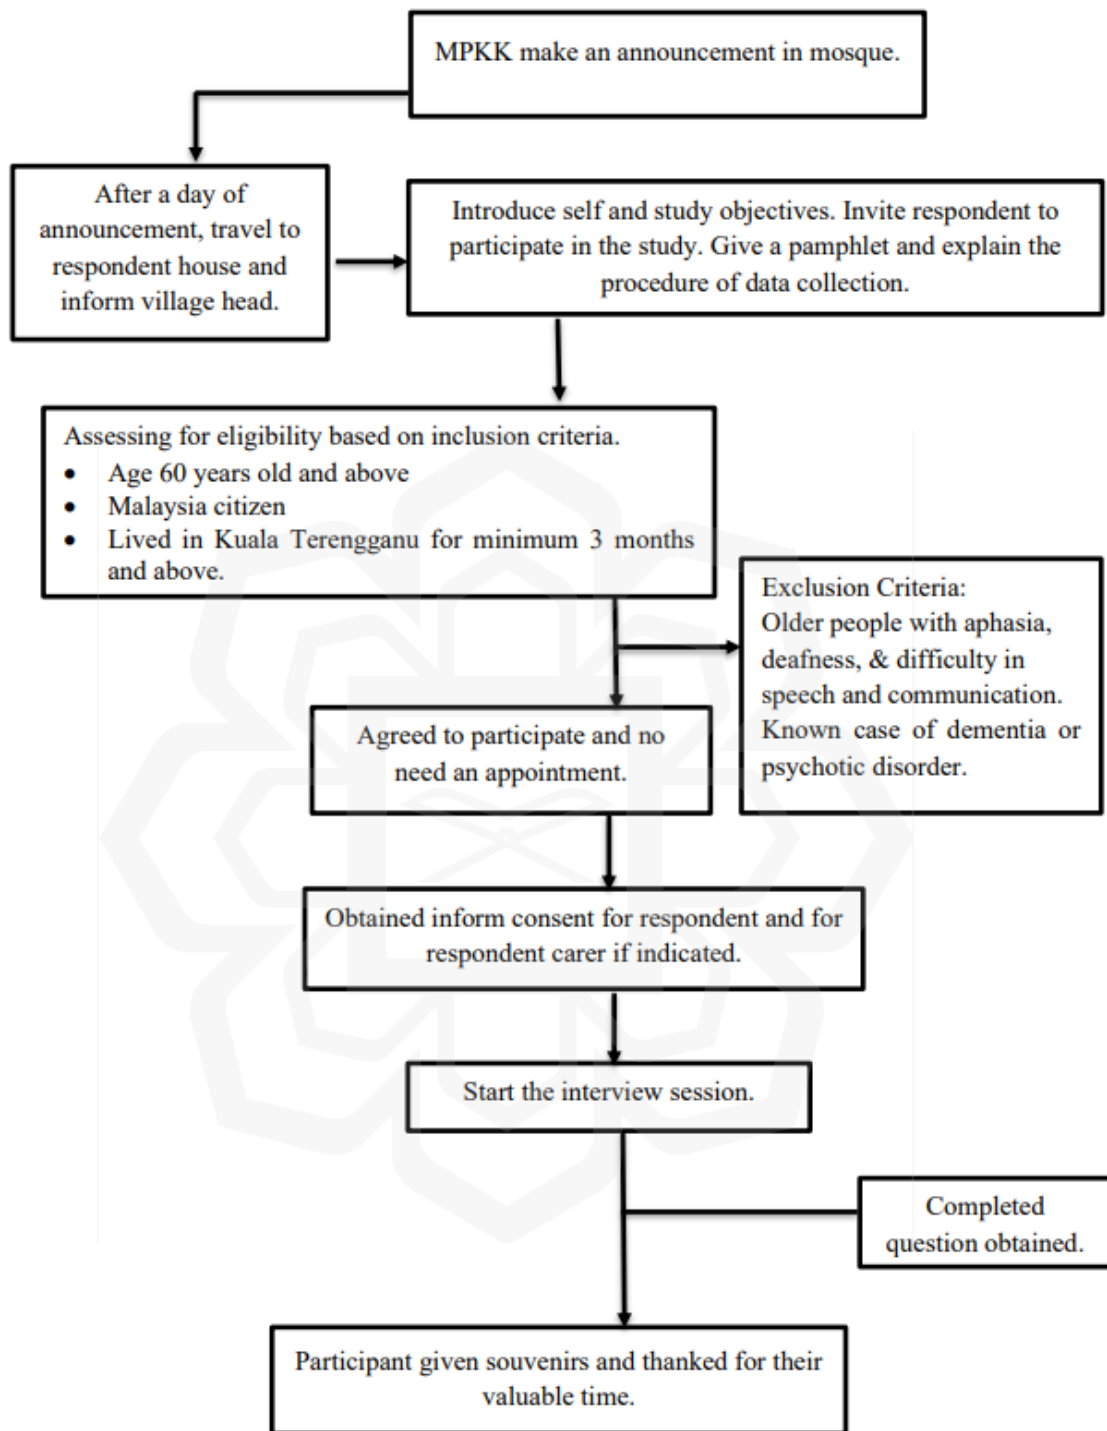 MPKK make an announcement in mosque.
After a day of
announcement, travel to
respondent house and
inform village head.
Introduce self and study objectives. Invite respondent to
participate in the study. Give a pamphlet and explain the
procedure of data collection.
Assessing for eligibility based on inclusion criteria.
• Age 60 years old and above
• Malaysia citizen
• Lived in Kuala Terengganu for minimum 3 months
and above.
Exclusion Criteria:
Older people with aphasia,
deafness, & difficulty in
speech and communication.
Known case of dementia or
psychotic disorder.
Agreed to participate and no
need an appointment.
Obtained inform consent for respondent and for
respondent carer if indicated.
Start the interview session.
Completed
question obtained.
Participant given souvenirs and thanked for their
valuable time.